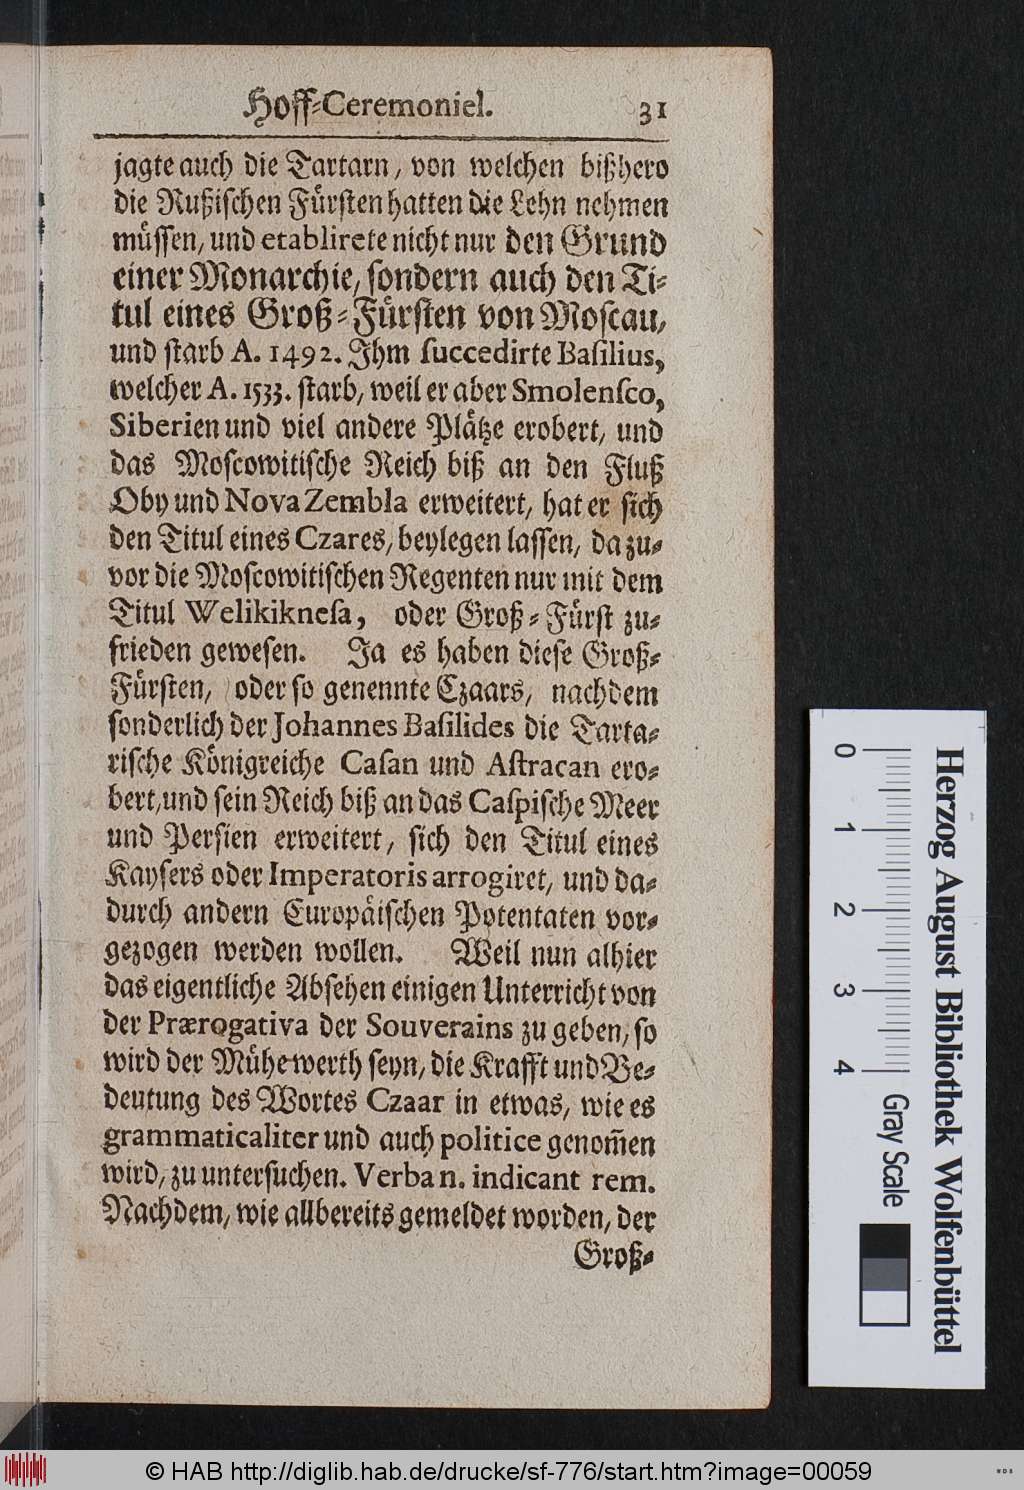 Hoff-Ceremoniel. 31
jagte auch die Tartarn, von welchen bißhero
die Rußischen Fürsten hatten die Lehn nehmen
müssen, und etablirete nicht nur den Grund
einer Monarchie, sondern auch den Ti-
tul eines Groß-Fürsten von Moscau,
und starb A. 1492. Ihm succedirte Basilius,
welcher A. 1533. starb, weil er aber Smolensco,
Siberien und viel andere Plätze erobert, und
das Moscowitische Reich biß an den Fluß
Oby und Nova Zembla erweitert, hat er sich
den Titul eines Czares, beylegen lassen, da zu-
vor die Moscowitischen Regenten nur mit dem
Titul Welikiknesa, oder Groß-Fürst zu-
frieden gewesen. Ja es haben diese Groß-
Fürsten, oder so genennte Czaars, nachdem
sonderlich der Johannes Basilides die Tarta-
rische Königreiche Casan und Astracan ero-
bert, und sein Reich biß an das Caspische Meer
und Persien erweitert, sich den Titul eines
Kaysers oder Imperatoris arrogiret, und da-
durch andern Europäischen Potentaten vor-
gezogen werden wollen. Weil nun alhier
das eigentliche Absehen einigen Unterricht von
der Prærogativa der Souverains zu geben, so
wird der Mühe werth seyn, die Krafft und Be-
deutung des Wortes Czaar in etwas, wie es
grammaticaliter und auch politice genom̃en
wird, zu untersuchen. Verba n. indicant rem.
Nachdem, wie allbereits gemeldet worden, der
Groß-
0 1 2 3 4
Gray Scale
Herzog August Bibliothek Wolfenbüttel
© HAB http://diglib.hab.de/drucke/sf-776/start.htm?image=00059